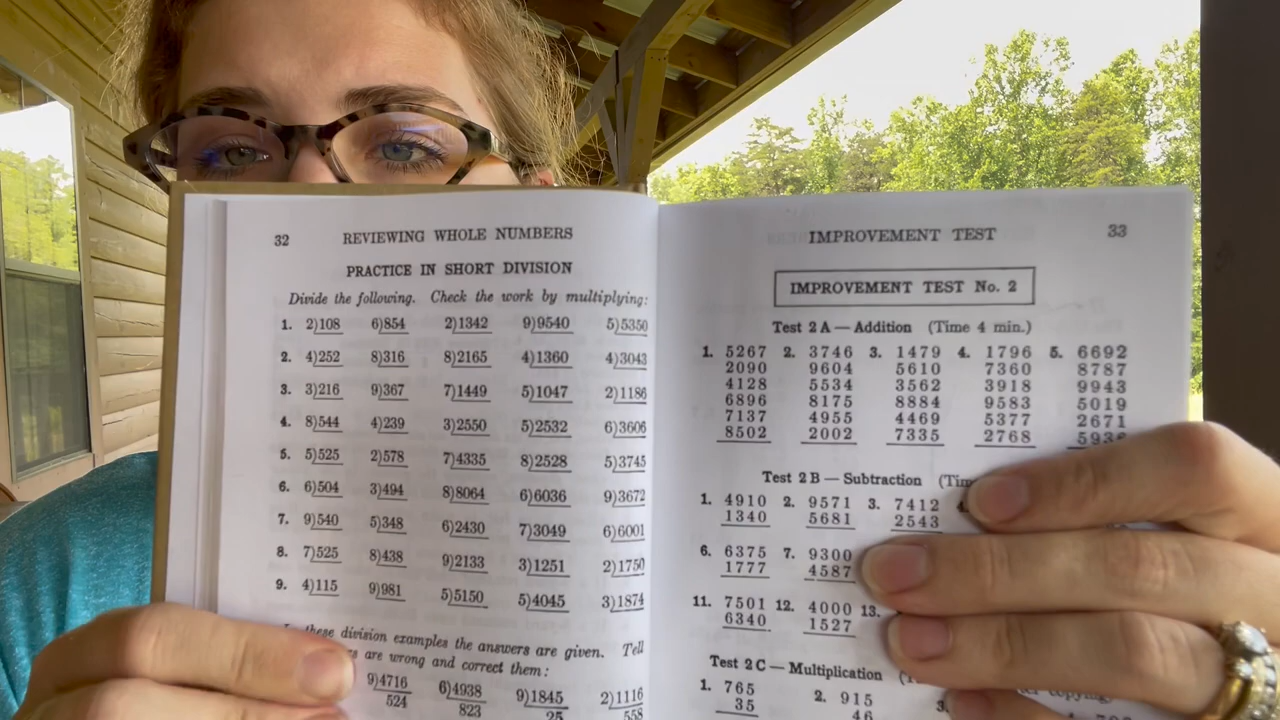 32 REVIEWING WHOLE NUMBERS
PRACTICE IN SHORT DIVISION
Divide the following. Check the work by multiplying:
1. 2)108 6)854 2)1342 9)9540 5)5350
2. 4)252 8)316 8)2165 4)1360 4)3043
3. 3)216 9)367 7)1449 5)1047 2)1186
4. 8)544 4)239 3)2550 5)2532 6)3606
5. 5)525 2)578 7)4335 8)2528 5)3745
6. 6)504 3)494 8)8064 6)6036 9)3672
7. 9)540 5)348 6)2430 7)3049 6)6001
8. 7)525 8)438 9)2133 3)1251 2)1750
9. 4)115 9)981 5)5150 5)4045 3)1874
these division examples the answers are given. Tell
are wrong and correct them:
9)4716 6)4938 9)1845 2)1116
524 823 25 558
IMPROVEMENT TEST 33
IMPROVEMENT TEST No. 2
Test 2A — Addition (Time 4 min.)
1. 5267 2. 3746 3. 1479 4. 1796 5. 6692
2090 9604 5610 7360 8787
4128 5534 3562 3918 9943
6896 8175 8884 9583 5019
7137 4955 4469 5377 2671
8502 2002 7335 2768
Test 2B — Subtraction
1. 4910 2. 9571 3. 7412
1340 5681 2543
6. 6375 7. 9300
1777 4587
11. 7501 12. 4000 13.
6340 1527
Test 2C — Multiplication
1. 765 2. 915 3.
35 46